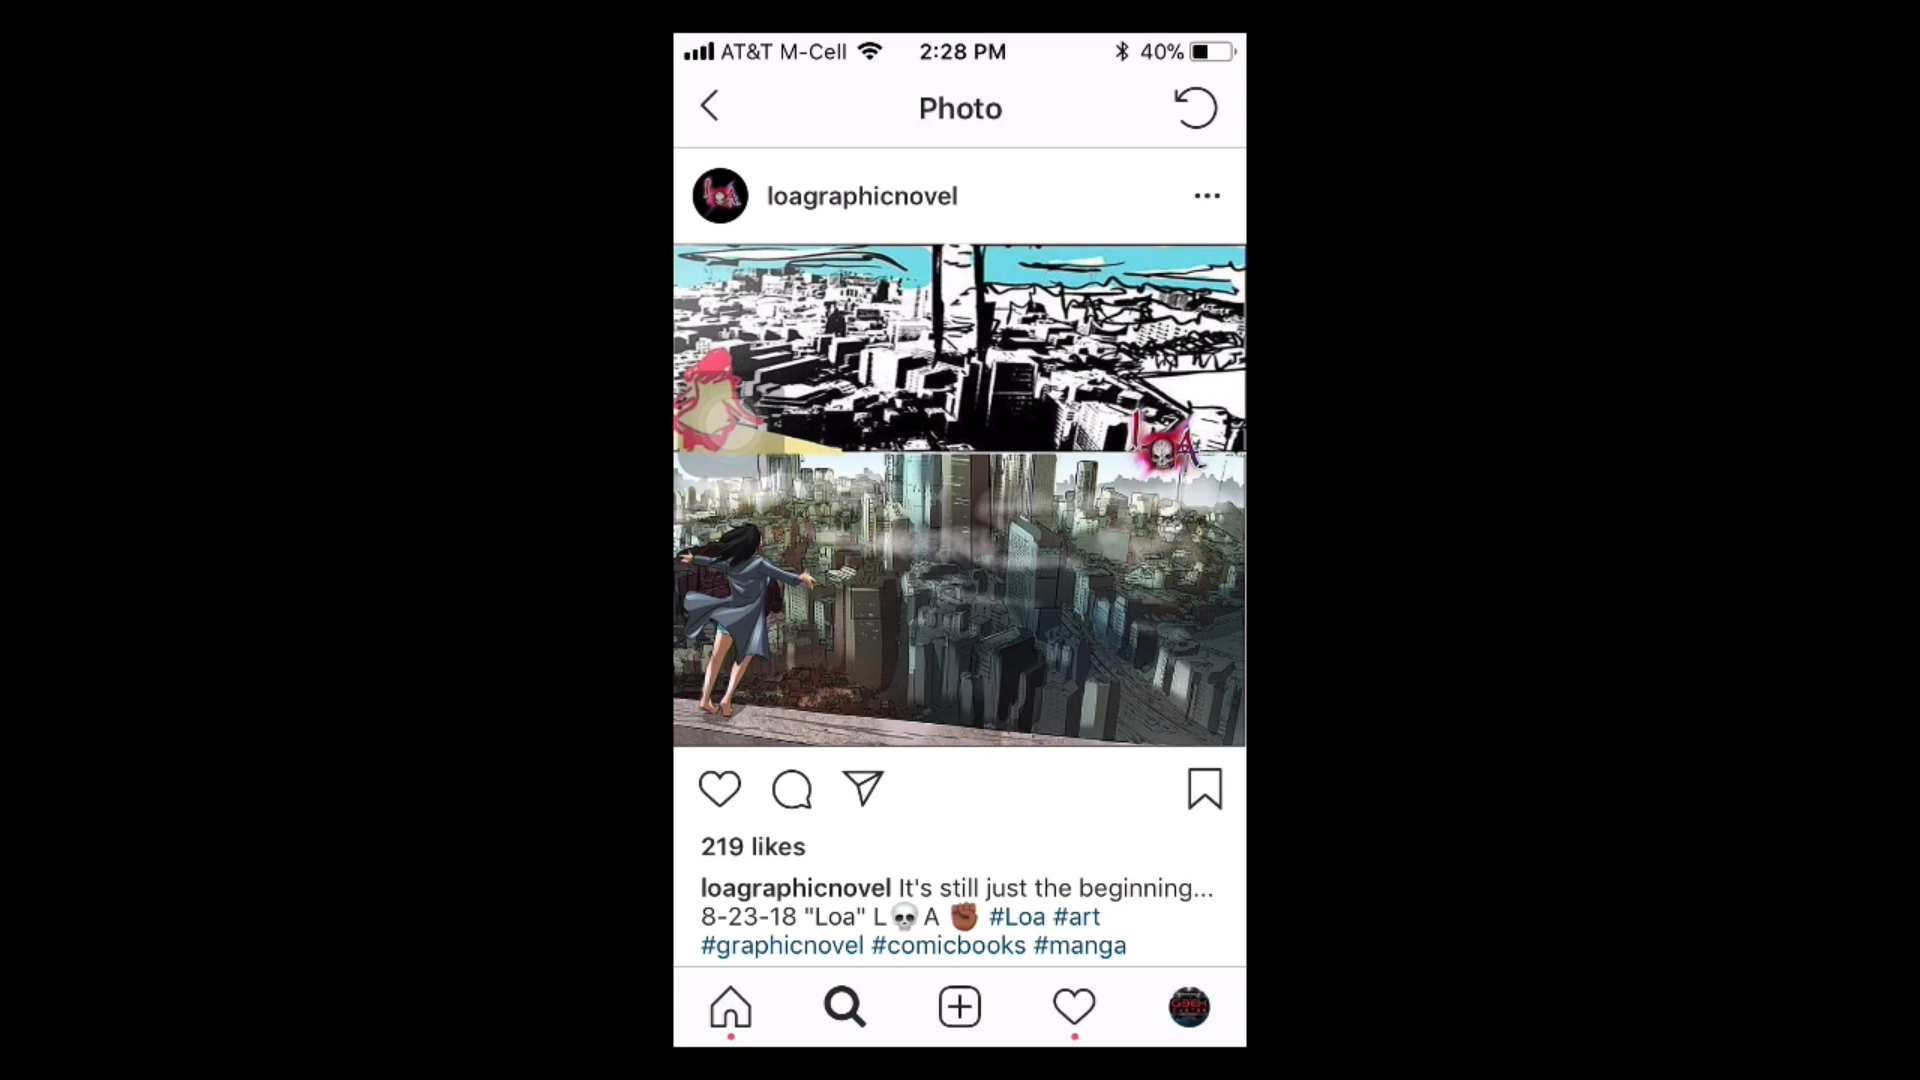 AT&T M-Cell 2:28 PM 40%
Photo
loagraphicnovel
LOA
219 likes
loagraphicnovel It's still just the beginning...
8-23-18 "Loa" L💀A ✊🏾 #Loa #art
#graphicnovel #comicbooks #manga